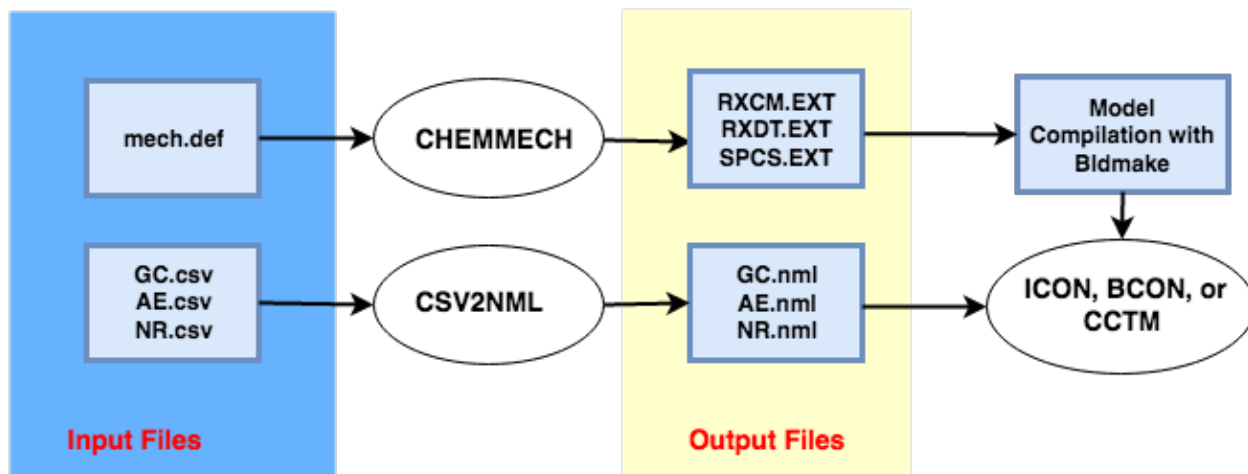 mech.def
CHEMMECH
RXCM.EXT
RXDT.EXT
SPCS.EXT
Model
Compilation with
Bldmake
GC.csv
AE.csv
NR.csv
CSV2NML
GC.nml
AE.nml
NR.nml
ICON, BCON, or
CCTM
Input Files
Output Files